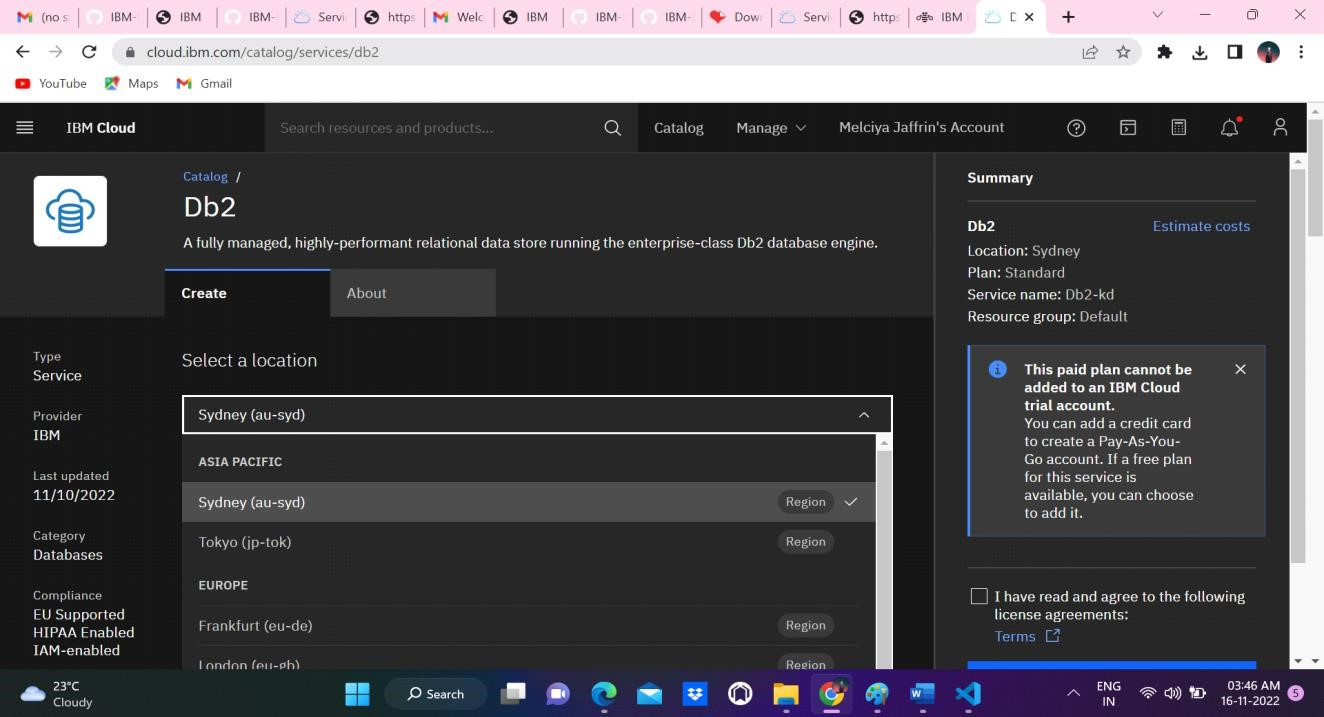 (no s
IBM-
IBM
IBM-
Servi
https
Welc
IBM
IBM-
IBM-
Dow
Servi
https
IBM
D
cloud.ibm.com/catalog/services/db2
YouTube
Maps
Gmail
IBM Cloud
Search resources and products...
Catalog
Manage
Melciya Jaffrin's Account
Catalog /
Db2
A fully managed, highly-performant relational data store running the enterprise-class Db2 database engine.
Create
About
Type
Service
Provider
IBM
Last updated
11/10/2022
Category
Databases
Compliance
EU Supported
HIPAA Enabled
IAM-enabled
Select a location
Sydney (au-syd)
ASIA PACIFIC
Sydney (au-syd) Region
Tokyo (jp-tok) Region
EUROPE
Frankfurt (eu-de) Region
London (eu-gb) Region
Summary
Db2 Estimate costs
Location: Sydney
Plan: Standard
Service name: Db2-kd
Resource group: Default
This paid plan cannot be
added to an IBM Cloud
trial account.
You can add a credit card
to create a Pay-As-You-
Go account. If a free plan
for this service is
available, you can choose
to add it.
I have read and agree to the following
license agreements:
Terms
23°C
Cloudy
Search
ENG
IN
03:46 AM
16-11-2022
5